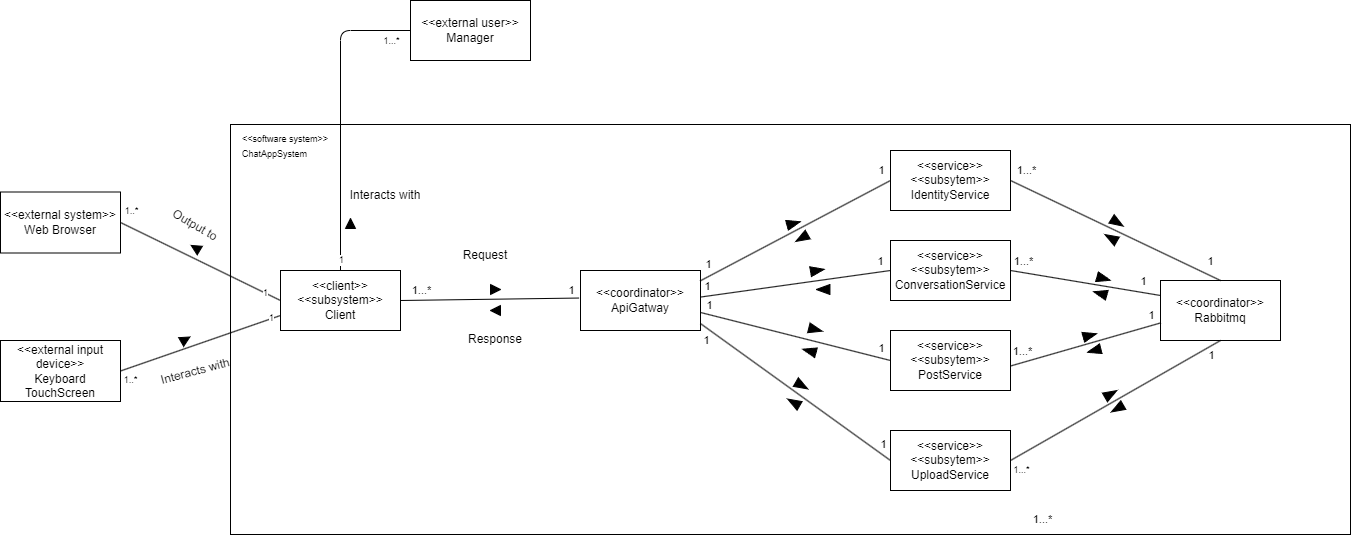 <<external user>>
Manager
1...*
<<software system>>
ChatAppSystem
Interacts with
1
<<external system>>
Web Browser
1..*
Output to
1
<<external input
device>>
Keyboard
TouchScreen
1..*
Interacts with
1
<<client>>
<<subsystem>>
Client
1...*
Request
Response
1
<<coordinator>>
ApiGatway
1
1
1
1
1
<<service>>
<<subsytem>>
IdentityService
1...*
1
<<service>>
<<subsytem>>
ConversationService
1...*
1
<<service>>
<<subsytem>>
PostService
1...*
1
<<service>>
<<subsytem>>
UploadService
1...*
1
1
1
1
<<coordinator>>
Rabbitmq
1...*